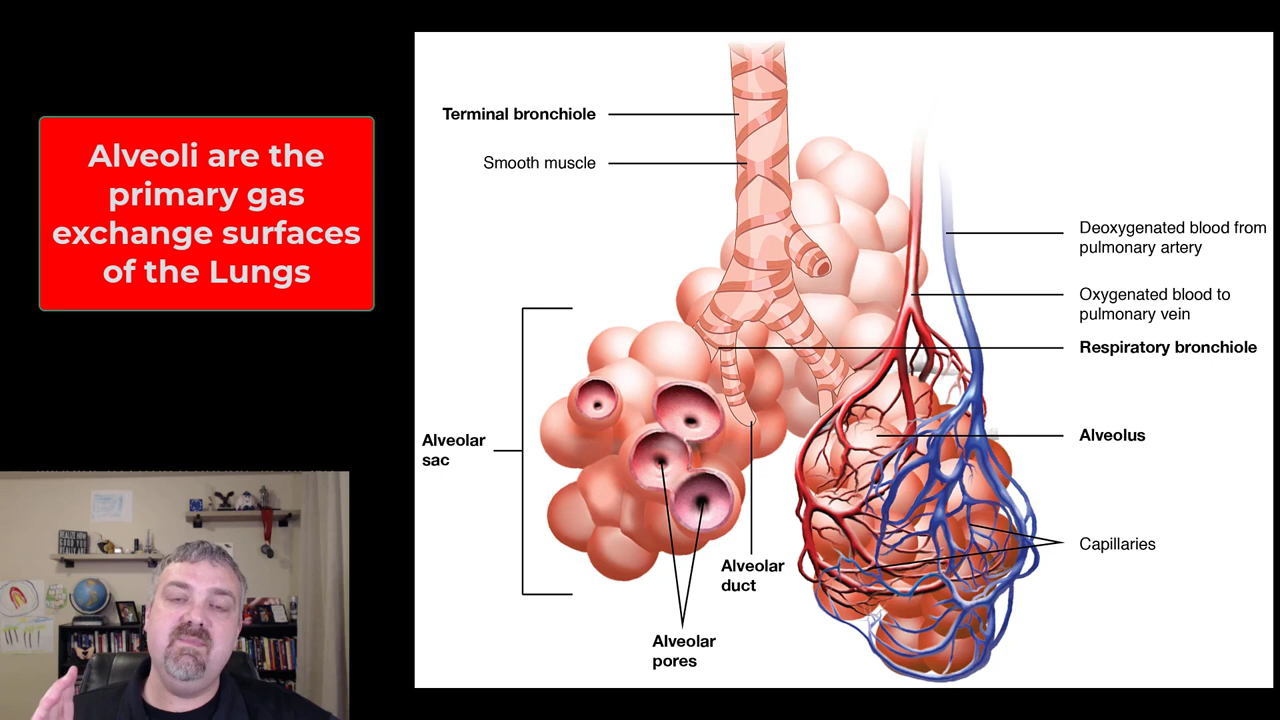 Alveoli are the
primary gas
exchange surfaces
of the Lungs
Terminal bronchiole
Smooth muscle
Deoxygenated blood from
pulmonary artery
Oxygenated blood to
pulmonary vein
Respiratory bronchiole
Alveolar
sac
Alveolus
Capillaries
Alveolar
duct
Alveolar
pores